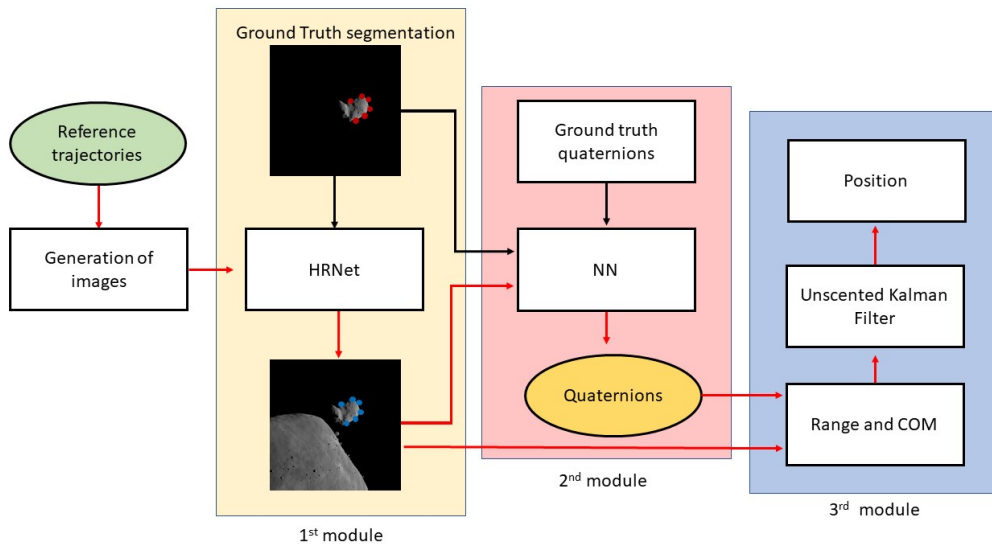 Ground Truth segmentation
Reference
trajectories
Generation of
images
HRNet
1st module
Ground truth
quaternions
NN
Quaternions
2nd module
Position
Unscented Kalman
Filter
Range and COM
3rd module